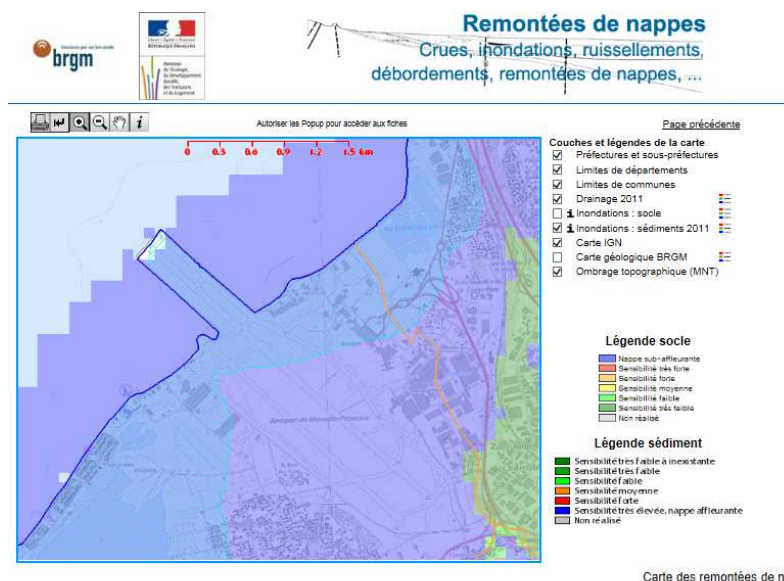 Remontées de nappes
Crues, inondations, ruissellements,
débordements, remontées de nappes, ...
brgm
RÉPUBLIQUE FRANÇAISE
Autoriser les Popup pour accéder aux fiches
Page précédente
0 0.3 0.6 0.9 1.2 1.5 km
Couches et légendes de la carte
Préfectures et sous-préfectures
Limites de départements
Limites de communes
Drainage 2011
i Inondations : socle
i Inondations : sédiments 2011
Carte IGN
Carte géologique BRGM
Ombrage topographique (MNT)
Légende socle
Nappe sub-affleurante
Sensibilité très forte
Sensibilité forte
Sensibilité moyenne
Sensibilité faible
Sensibilité très faible
Non réalisé
Légende sédiment
Sensibilité très faible à inexistante
Sensibilité très faible
Sensibilité faible
Sensibilité moyenne
Sensibilité forte
Sensibilité très élevée, nappe affleurante
Non réalisé
Carte des remontées de n